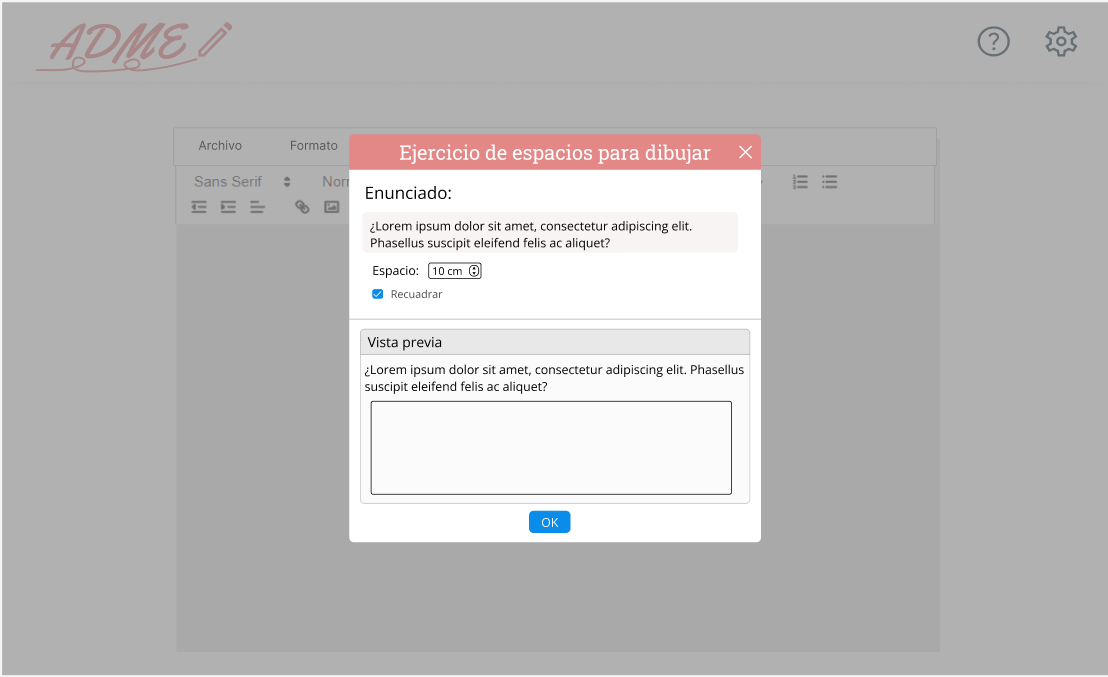 ADME
Archivo Formato
Ejercicio de espacios para dibujar
Sans Serif
Enunciado:
¿Lorem ipsum dolor sit amet, consectetur adipiscing elit.
Phasellus suscipit eleifend felis ac aliquet?
Espacio: 10 cm
Recuadrar
Vista previa
¿Lorem ipsum dolor sit amet, consectetur adipiscing elit. Phasellus
suscipit eleifend felis ac aliquet?
OK